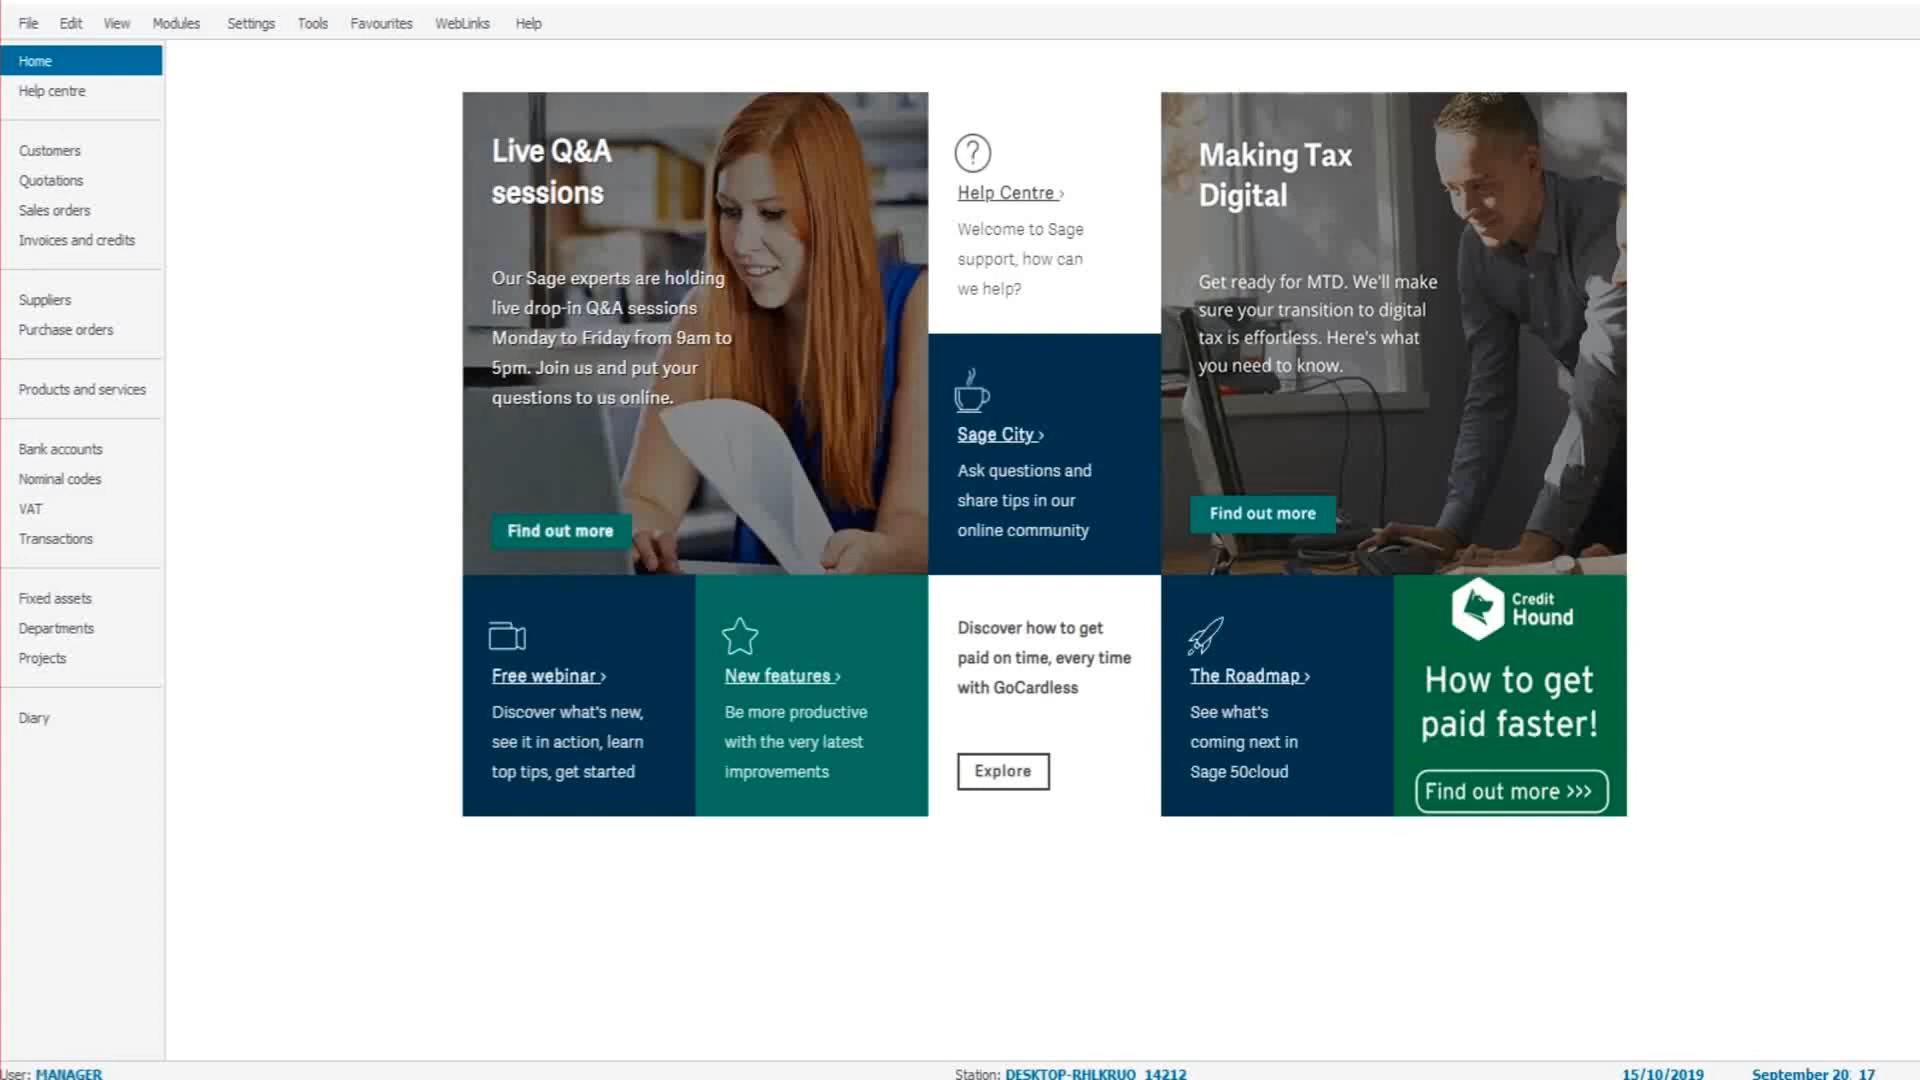 File Edit View Modules Settings Tools Favourites WebLinks Help
Home
Help centre
Customers
Quotations
Sales orders
Invoices and credits
Suppliers
Purchase orders
Products and services
Bank accounts
Nominal codes
VAT
Transactions
Fixed assets
Departments
Projects
Diary
Live Q&A
sessions
Our Sage experts are holding
live drop-in Q&A sessions
Monday to Friday from 9am to
5pm. Join us and put your
questions to us online.
Find out more
Help Centre ›
Welcome to Sage
support, how can
we help?
Sage City ›
Ask questions and
share tips in our
online community
Making Tax
Digital
Get ready for MTD. We'll make
sure your transition to digital
tax is effortless. Here's what
you need to know.
Find out more
Free webinar ›
Discover what's new,
see it in action, learn
top tips, get started
New features ›
Be more productive
with the very latest
improvements
Discover how to get
paid on time, every time
with GoCardless
Explore
The Roadmap ›
See what's
coming next in
Sage 50cloud
Credit
Hound
How to get
paid faster!
Find out more >>>
User: MANAGER Station: DESKTOP-RHLKRUO_14212 15/10/2019 September 20 17